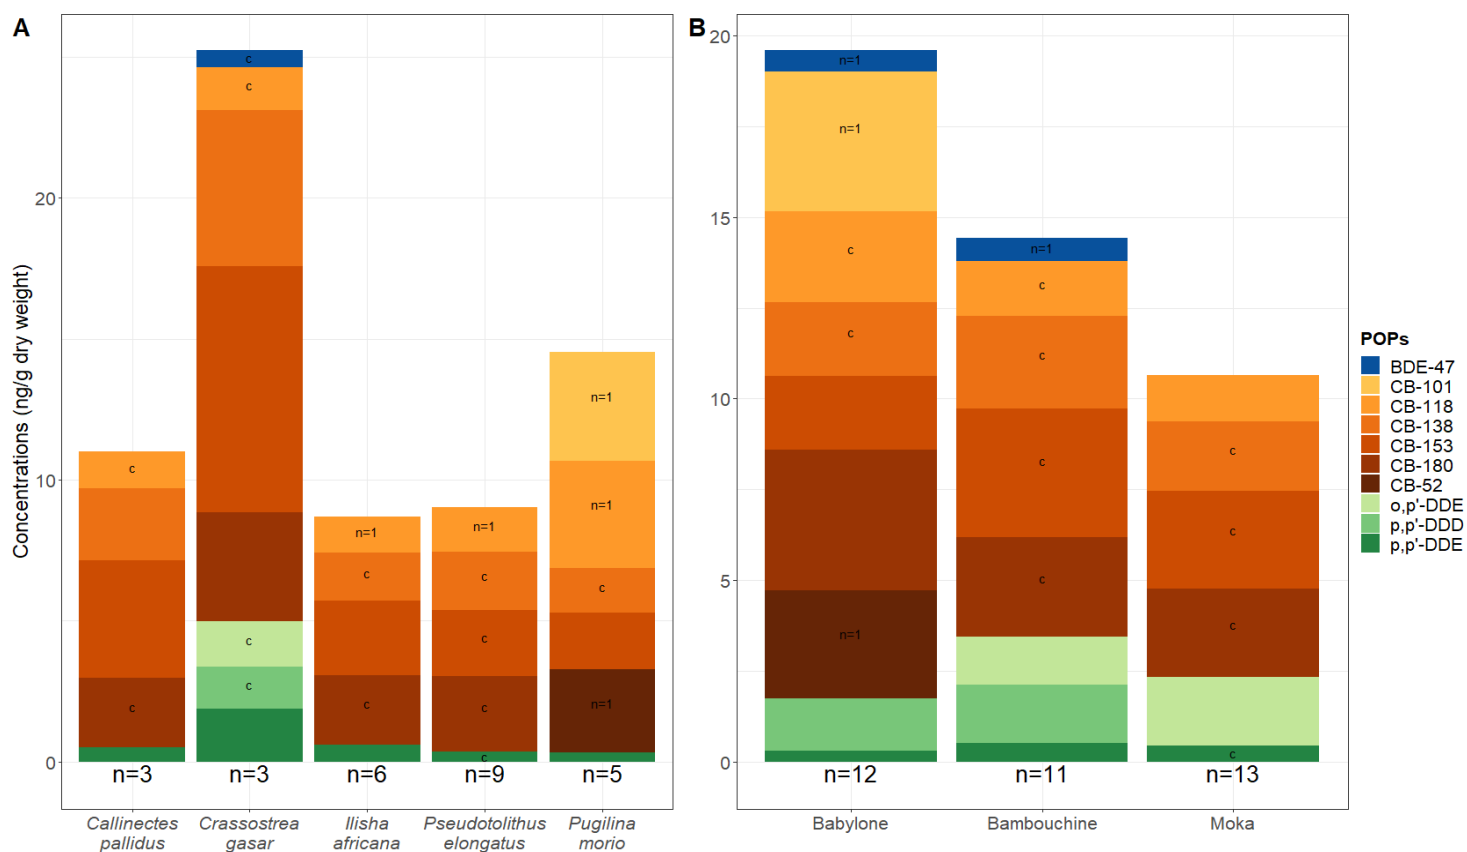 A
B
Concentrations (ng/g dry weight)
20
10
0
c
c
c
c
c
c
n=1
c
c
n=1
c
c
c
c
n=1
n=1
c
n=1
n=3
n=3
n=6
n=9
n=5
Callinectes
pallidus
Crassostrea
gasar
Ilisha
africana
Pseudotolithus
elongatus
Pugilina
morio
20
15
10
5
0
n=1
n=1
c
c
n=1
n=1
c
c
c
c
c
c
c
c
n=12
n=11
n=13
Babylone
Bambouchine
Moka
POPs
BDE-47
CB-101
CB-118
CB-138
CB-153
CB-180
CB-52
o,p'-DDE
p,p'-DDD
p,p'-DDE